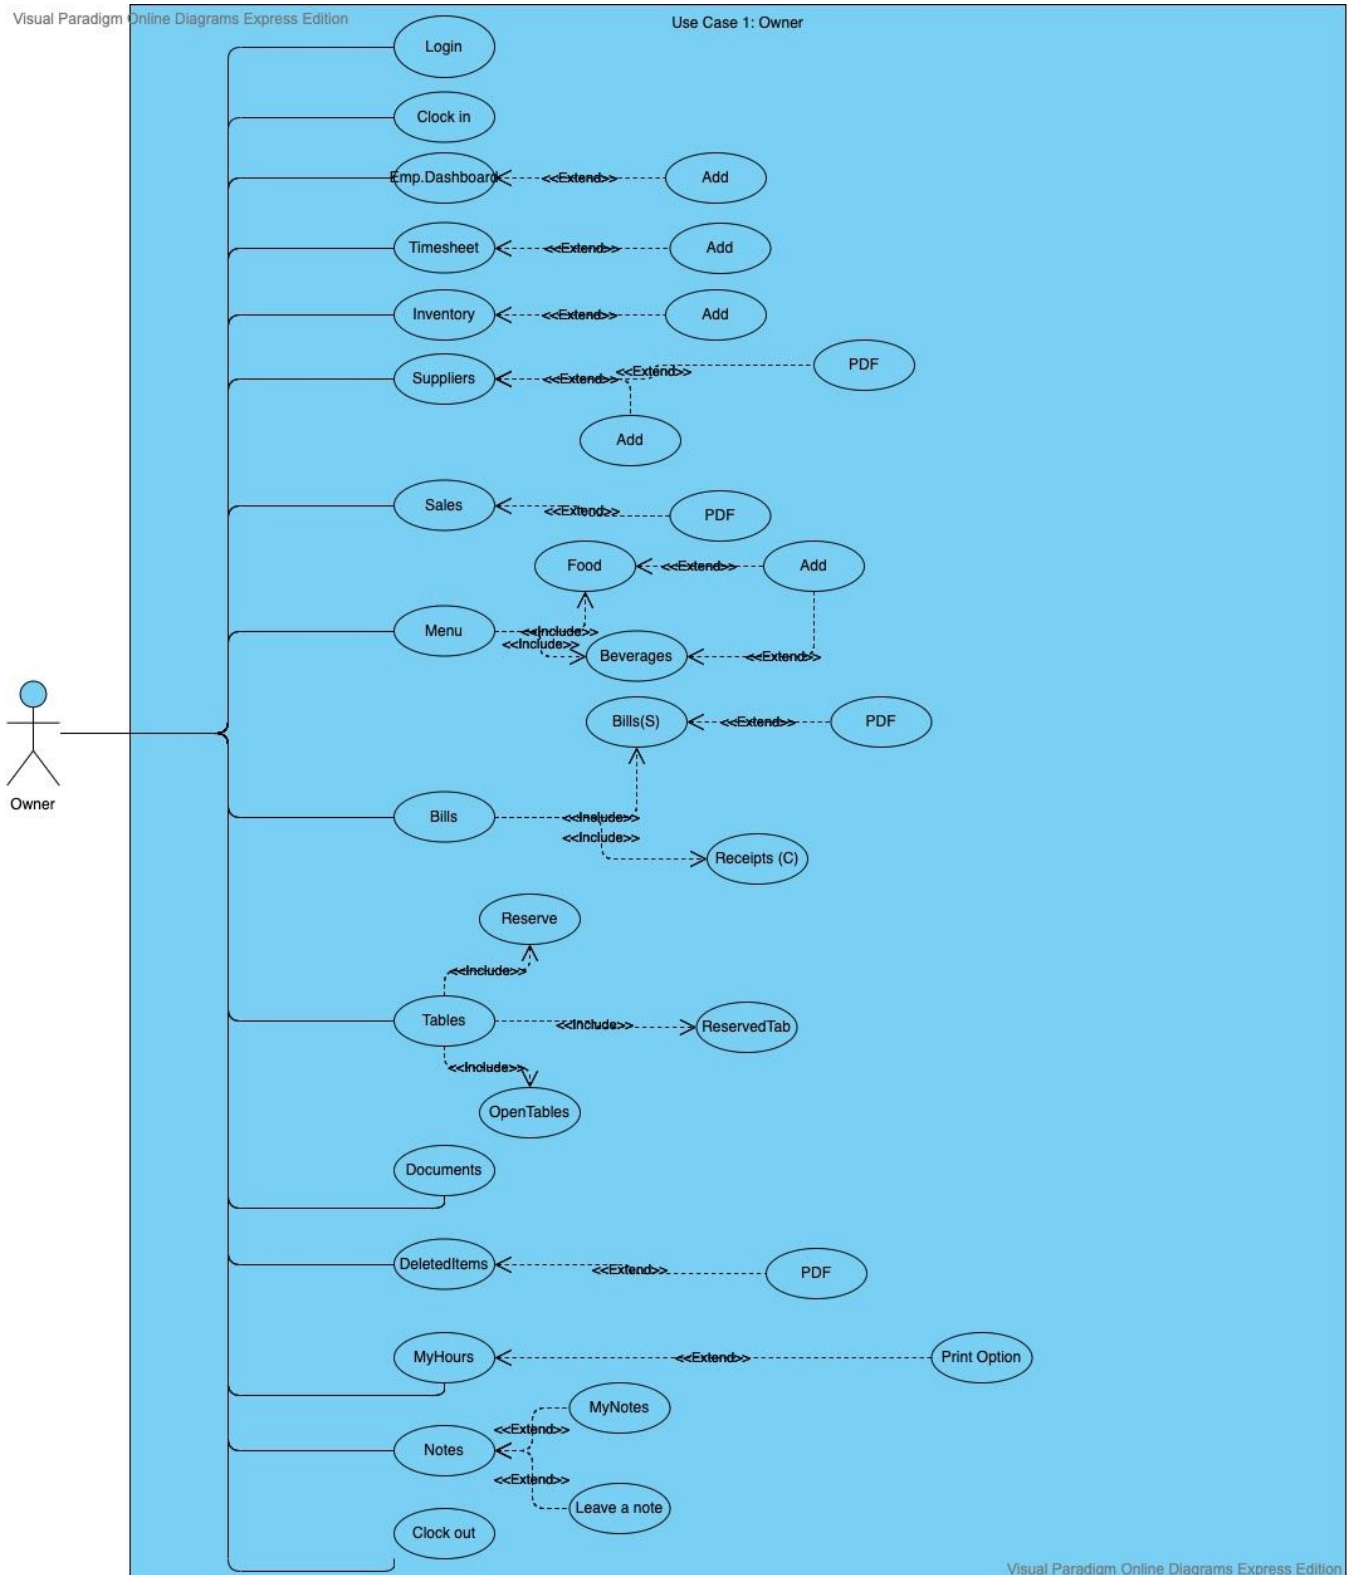 Visual Paradigm Online Diagrams Express Edition
Use Case 1: Owner
Login
Clock in
Emp.Dashboard
<<Extend>>
Add
Timesheet
<<Extend>>
Add
Inventory
<<Extend>>
Add
Suppliers
<<Extend>>
<<Extend>>
PDF
Add
Sales
<<Extend>>
PDF
Food
<<Extend>>
Add
Menu
<<Include>>
<<Include>>
Beverages
<<Extend>>
Bills(S)
<<Extend>>
PDF
Owner
Bills
<<Include>>
<<Include>>
Receipts (C)
Reserve
<<Include>>
Tables
<<Include>>
ReservedTab
<<Include>>
OpenTables
Documents
DeletedItems
<<Extend>>
PDF
MyHours
<<Extend>>
Print Option
MyNotes
<<Extend>>
Notes
<<Extend>>
Leave a note
Clock out
Visual Paradigm Online Diagrams Express Edition